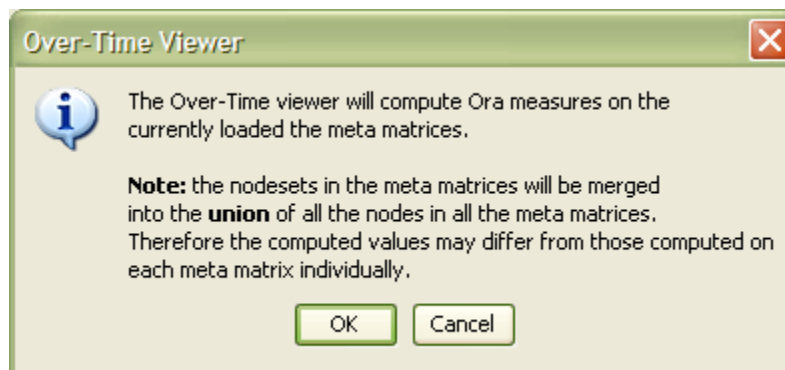 Over-Time Viewer
The Over-Time viewer will compute Ora measures on the
currently loaded the meta matrices.
Note: the nodesets in the meta matrices will be merged
into the union of all the nodes in all the meta matrices.
Therefore the computed values may differ from those computed on
each meta matrix individually.
OK Cancel